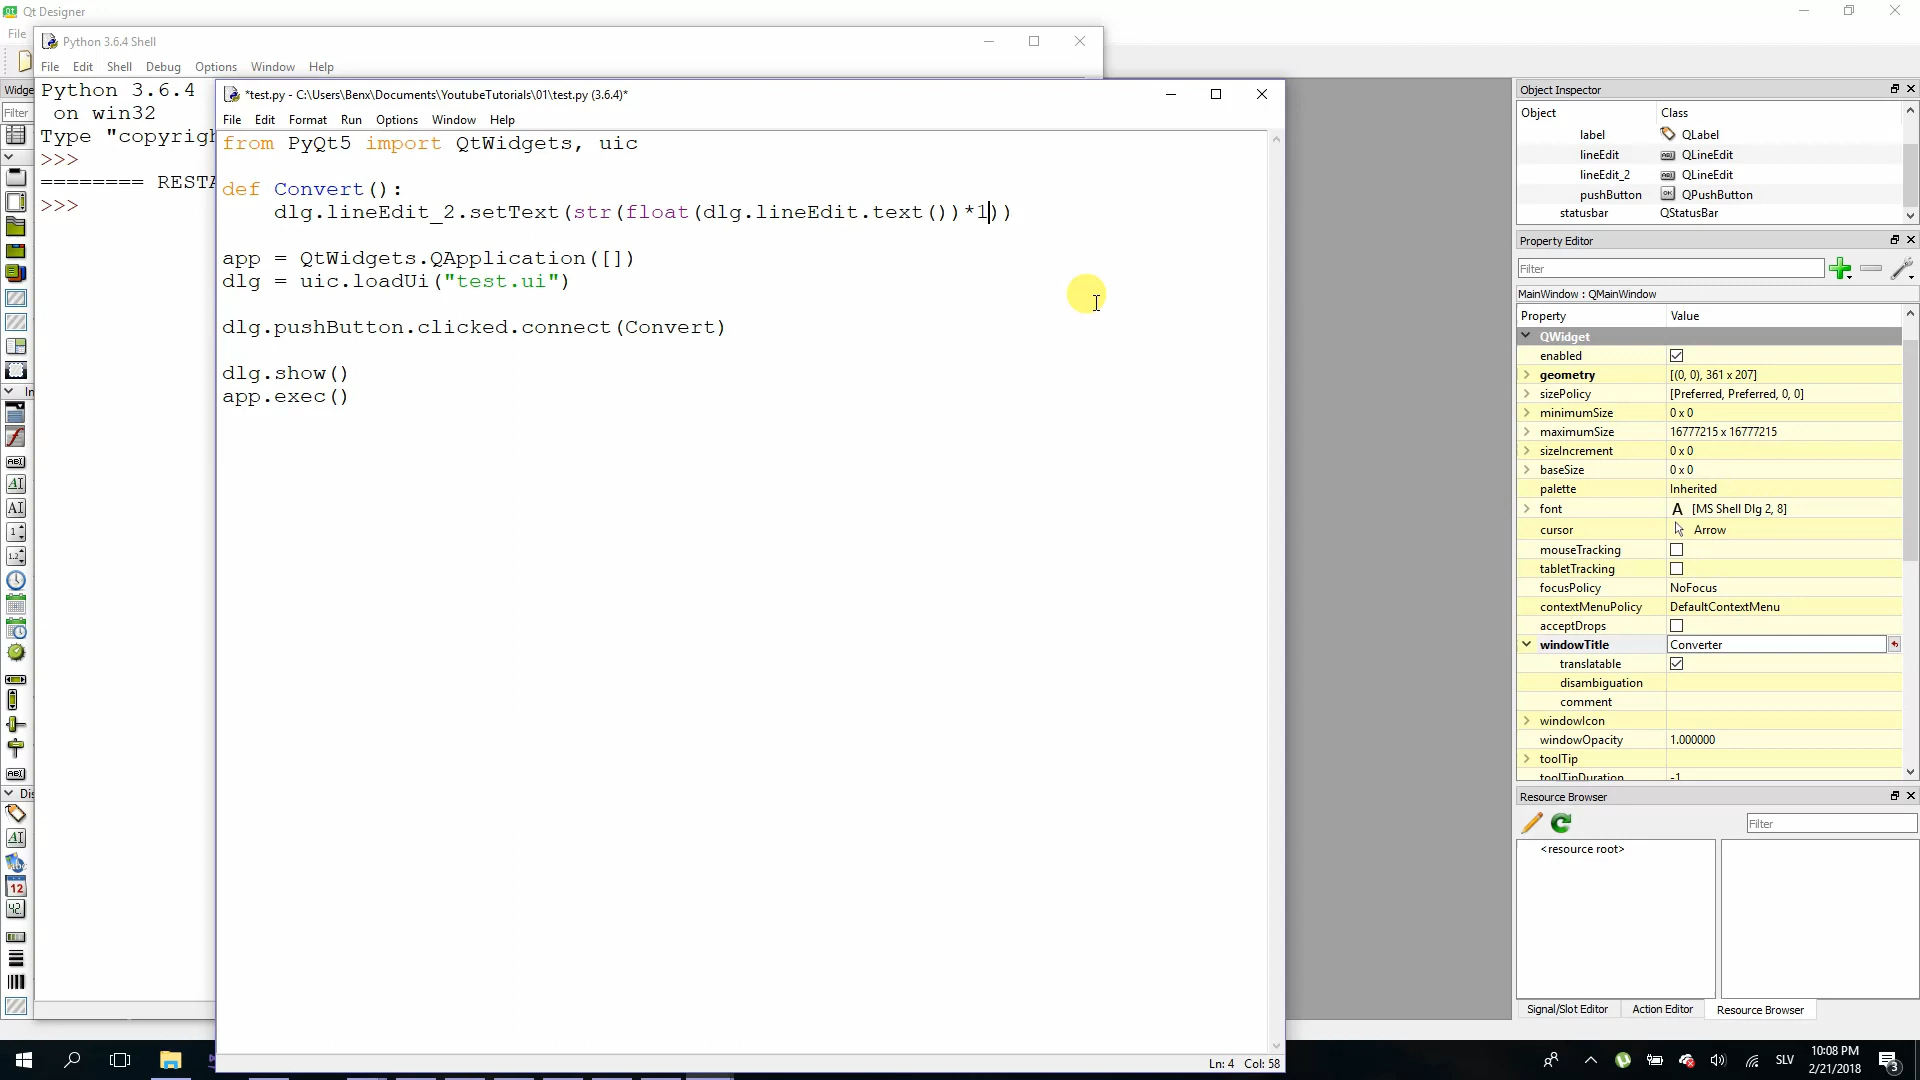 Qt Designer
File
Python 3.6.4 Shell
File Edit Shell Debug Options Window Help
Python 3.6.4
on win32
Type "copyrigh
>>>
======== RESTA
>>>
Widge
Filter
In
Dis
*test.py - C:\Users\Benx\Documents\YoutubeTutorials\01\test.py (3.6.4)*
File Edit Format Run Options Window Help
from PyQt5 import QtWidgets, uic
def Convert():
dlg.lineEdit_2.setText(str(float(dlg.lineEdit.text())*1))
app = QtWidgets.QApplication([])
dlg = uic.loadUi("test.ui")
dlg.pushButton.clicked.connect(Convert)
dlg.show()
app.exec()
Ln: 4 Col: 58
Object Inspector
Object Class
label QLabel
lineEdit QLineEdit
lineEdit_2 QLineEdit
pushButton QPushButton
statusbar QStatusBar
Property Editor
Filter
MainWindow : QMainWindow
Property Value
QWidget
enabled
geometry [(0, 0), 361 x 207]
sizePolicy [Preferred, Preferred, 0, 0]
minimumSize 0 x 0
maximumSize 16777215 x 16777215
sizeIncrement 0 x 0
baseSize 0 x 0
palette Inherited
font A [MS Shell Dlg 2, 8]
cursor Arrow
mouseTracking
tabletTracking
focusPolicy NoFocus
contextMenuPolicy DefaultContextMenu
acceptDrops
windowTitle Converter
translatable
disambiguation
comment
windowIcon
windowOpacity 1.000000
toolTip
toolTipDuration -1
Resource Browser
Filter
<resource root>
Signal/Slot Editor Action Editor Resource Browser
SLV
10:08 PM
2/21/2018
3